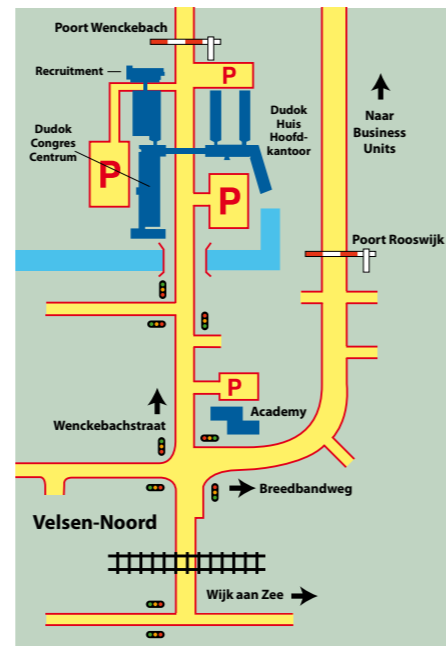 Poort Wenckebach
Recruitment
P
Dudok
Congres
Centrum
Dudok
Huis
Hoofd-
kantoor
Naar
Business
Units
P
P
Poort Rooswijk
P
Wenckebachstraat
Academy
Breedbandweg
Velsen-Noord
Wijk aan Zee